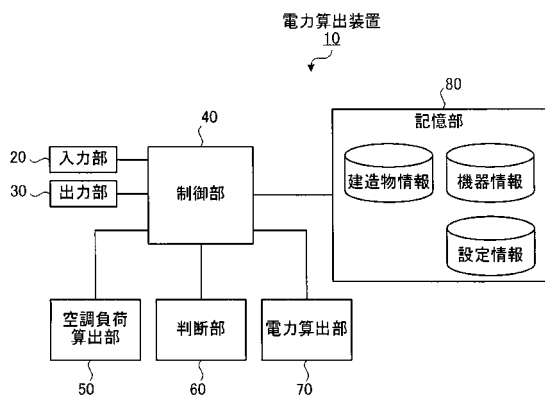 電力算出装置
10
80
記憶部
40
20
入力部
建造物情報
機器情報
30
出力部
制御部
設定情報
空調負荷
算出部
判断部
電力算出部
50
60
70